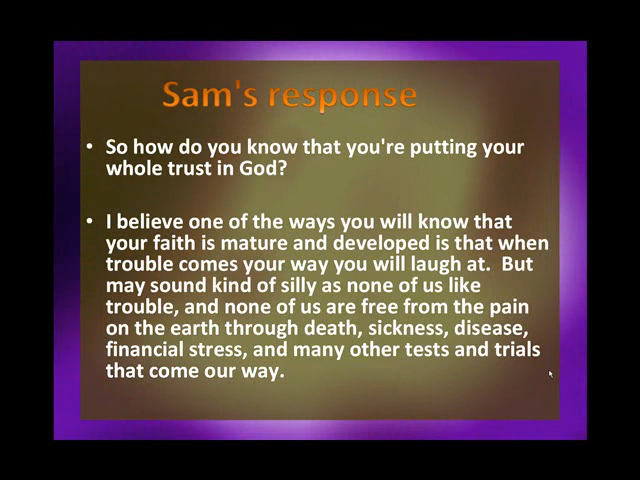 Sam's response
• So how do you know that you're putting your
whole trust in God?
• I believe one of the ways you will know that
your faith is mature and developed is that when
trouble comes your way you will laugh at.  But
may sound kind of silly as none of us like
trouble, and none of us are free from the pain
on the earth through death, sickness, disease,
financial stress, and many other tests and trials
that come our way.